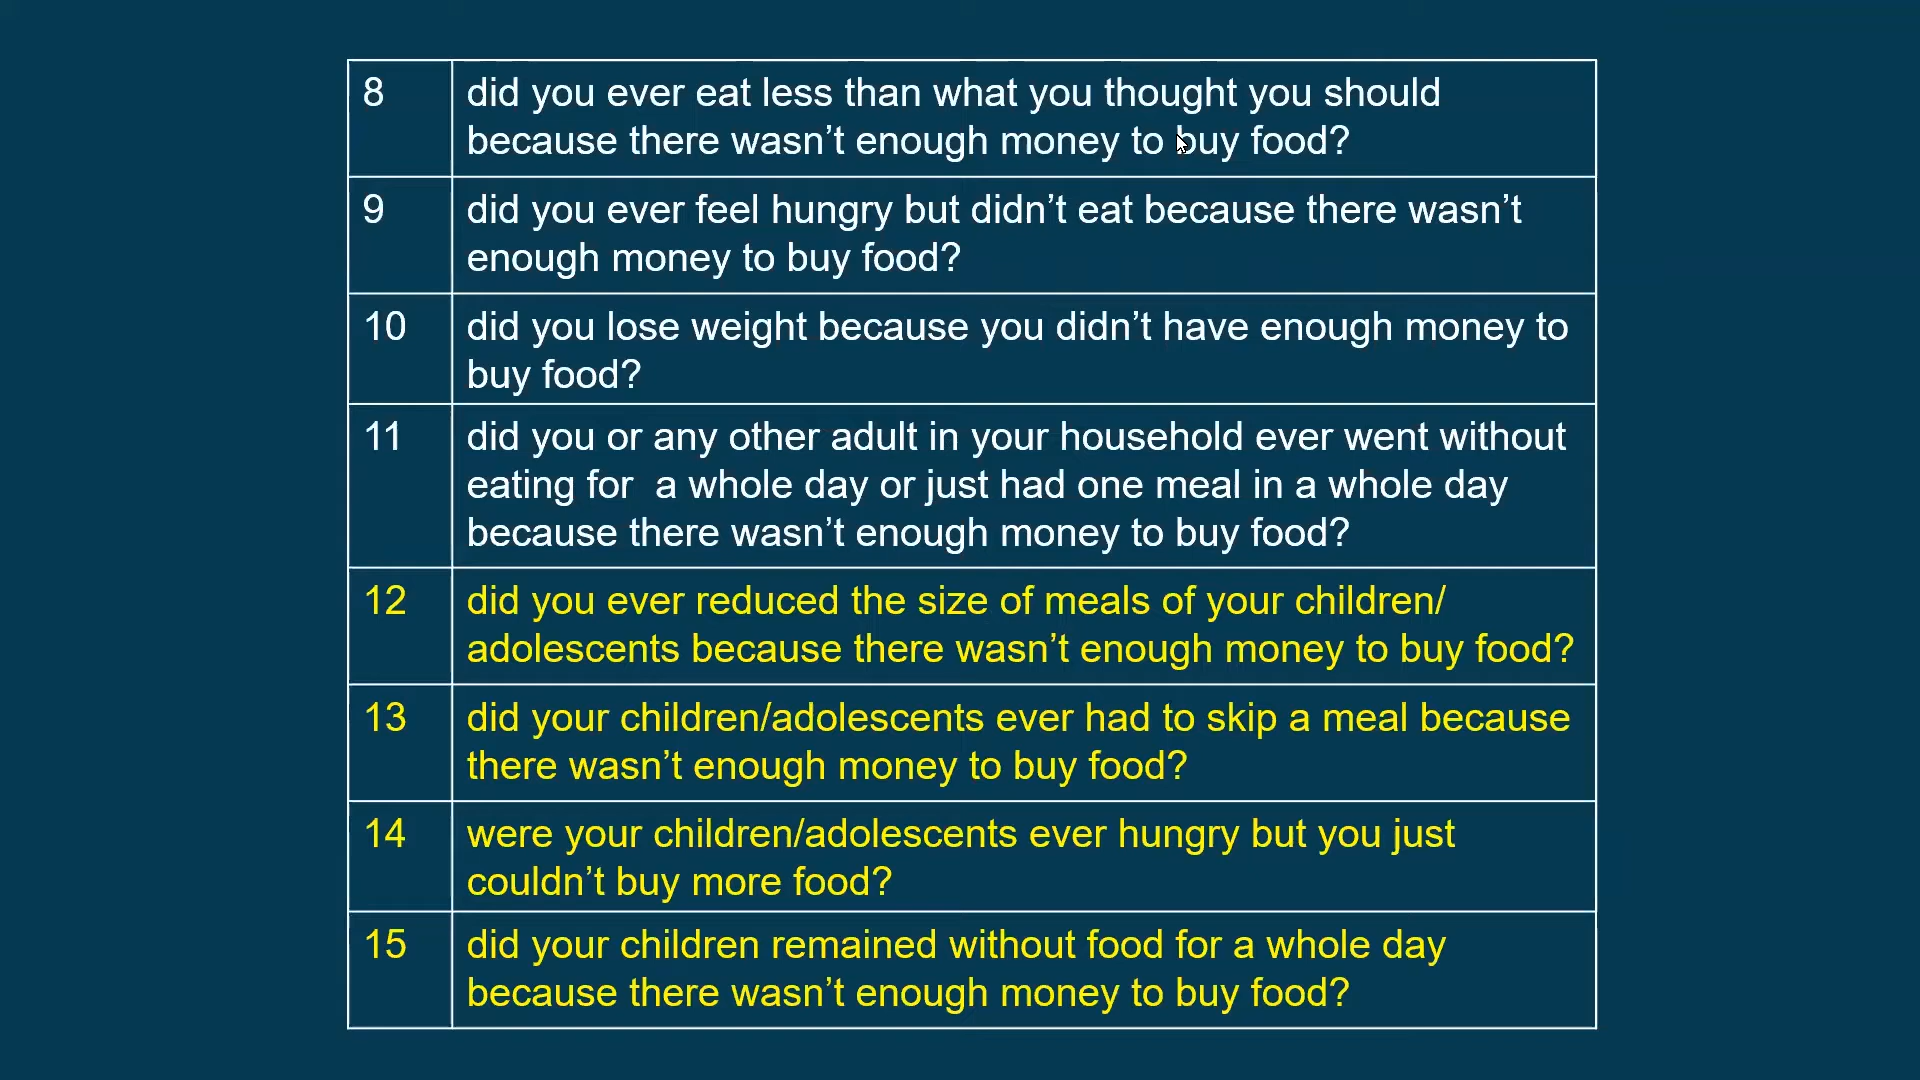 8 did you ever eat less than what you thought you should
because there wasn’t enough money to buy food?
9 did you ever feel hungry but didn’t eat because there wasn’t
enough money to buy food?
10 did you lose weight because you didn’t have enough money to
buy food?
11 did you or any other adult in your household ever went without
eating for  a whole day or just had one meal in a whole day
because there wasn’t enough money to buy food?
12 did you ever reduced the size of meals of your children/
adolescents because there wasn’t enough money to buy food?
13 did your children/adolescents ever had to skip a meal because
there wasn’t enough money to buy food?
14 were your children/adolescents ever hungry but you just
couldn’t buy more food?
15 did your children remained without food for a whole day
because there wasn’t enough money to buy food?